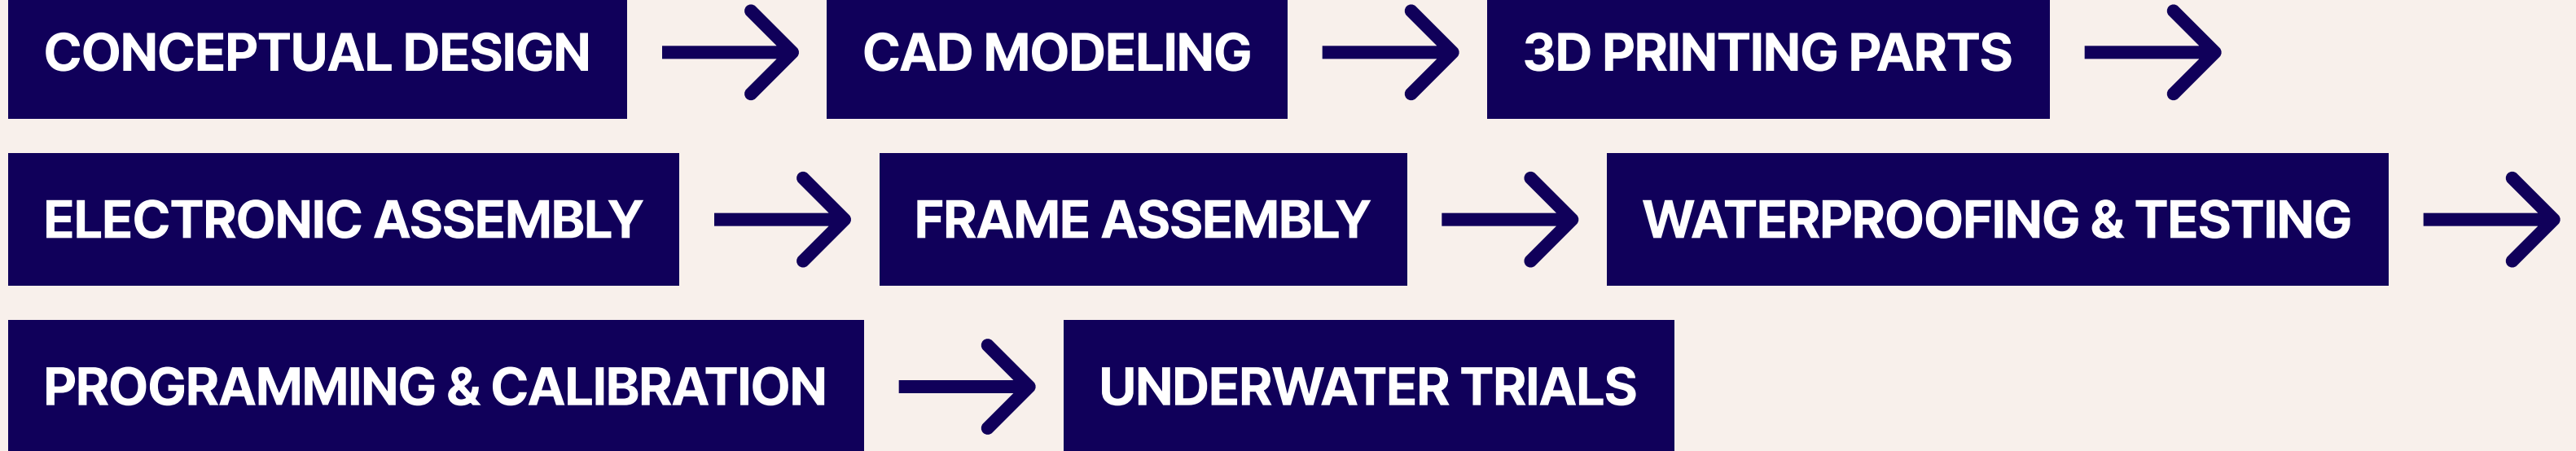 CONCEPTUAL DESIGN → CAD MODELING → 3D PRINTING PARTS →
ELECTRONIC ASSEMBLY → FRAME ASSEMBLY → WATERPROOFING & TESTING →
PROGRAMMING & CALIBRATION → UNDERWATER TRIALS